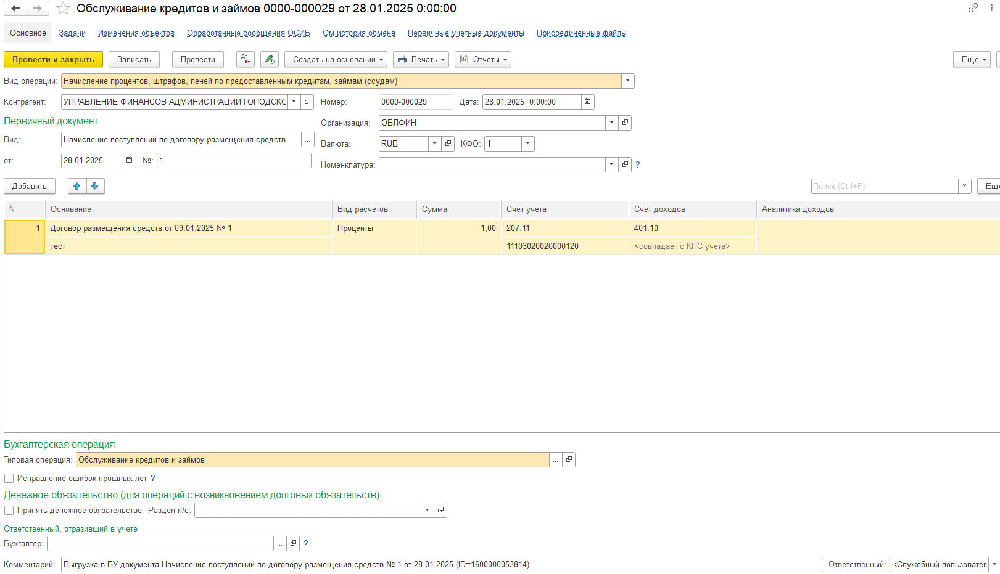 Обслуживание кредитов и займов 0000-000029 от 28.01.2025 0:00:00
Основное Задачи Изменения объектов Обработанные сообщения ОСИБ Ом история обмена Первичные учетные документы Присоединенные файлы
Провести и закрыть Записать Провести Дт Кт Создать на основании Печать Отчеты Еще
Вид операции: Начисление процентов, штрафов, пеней по предоставленным кредитам, займам (ссудам)
Контрагент: УПРАВЛЕНИЕ ФИНАНСОВ АДМИНИСТРАЦИИ ГОРОДСКС Номер: 0000-000029 Дата: 28.01.2025 0:00:00
Первичный документ Организация: ОБЛФИН
Вид: Начисление поступлений по договору размещения средств ... Валюта: RUB КФО: 1
от: 28.01.2025 №: 1 Номенклатура: ?
Добавить Поиск (Ctrl+F) × Еще
N Основание Вид расчетов Сумма Счет учета Счет доходов Аналитика доходов
1 Договор размещения средств от 09.01.2025 № 1 Проценты 1,00 207.11 401.10
тест 11103020020000120 <совпадает с КПС учета>
Бухгалтерская операция
Типовая операция: Обслуживание кредитов и займов ...
Исправление ошибок прошлых лет ?
Денежное обязательство (для операций с возникновением долговых обязательств)
Принять денежное обязательство Раздел л/с:
Ответственный, отразивший в учете
Бухгалтер: ... ?
Комментарий: Выгрузка в БУ документа Начисление поступлений по договору размещения средств № 1 от 28.01.2025 (ID=1600000053814) Ответственный: <Служебный пользовател